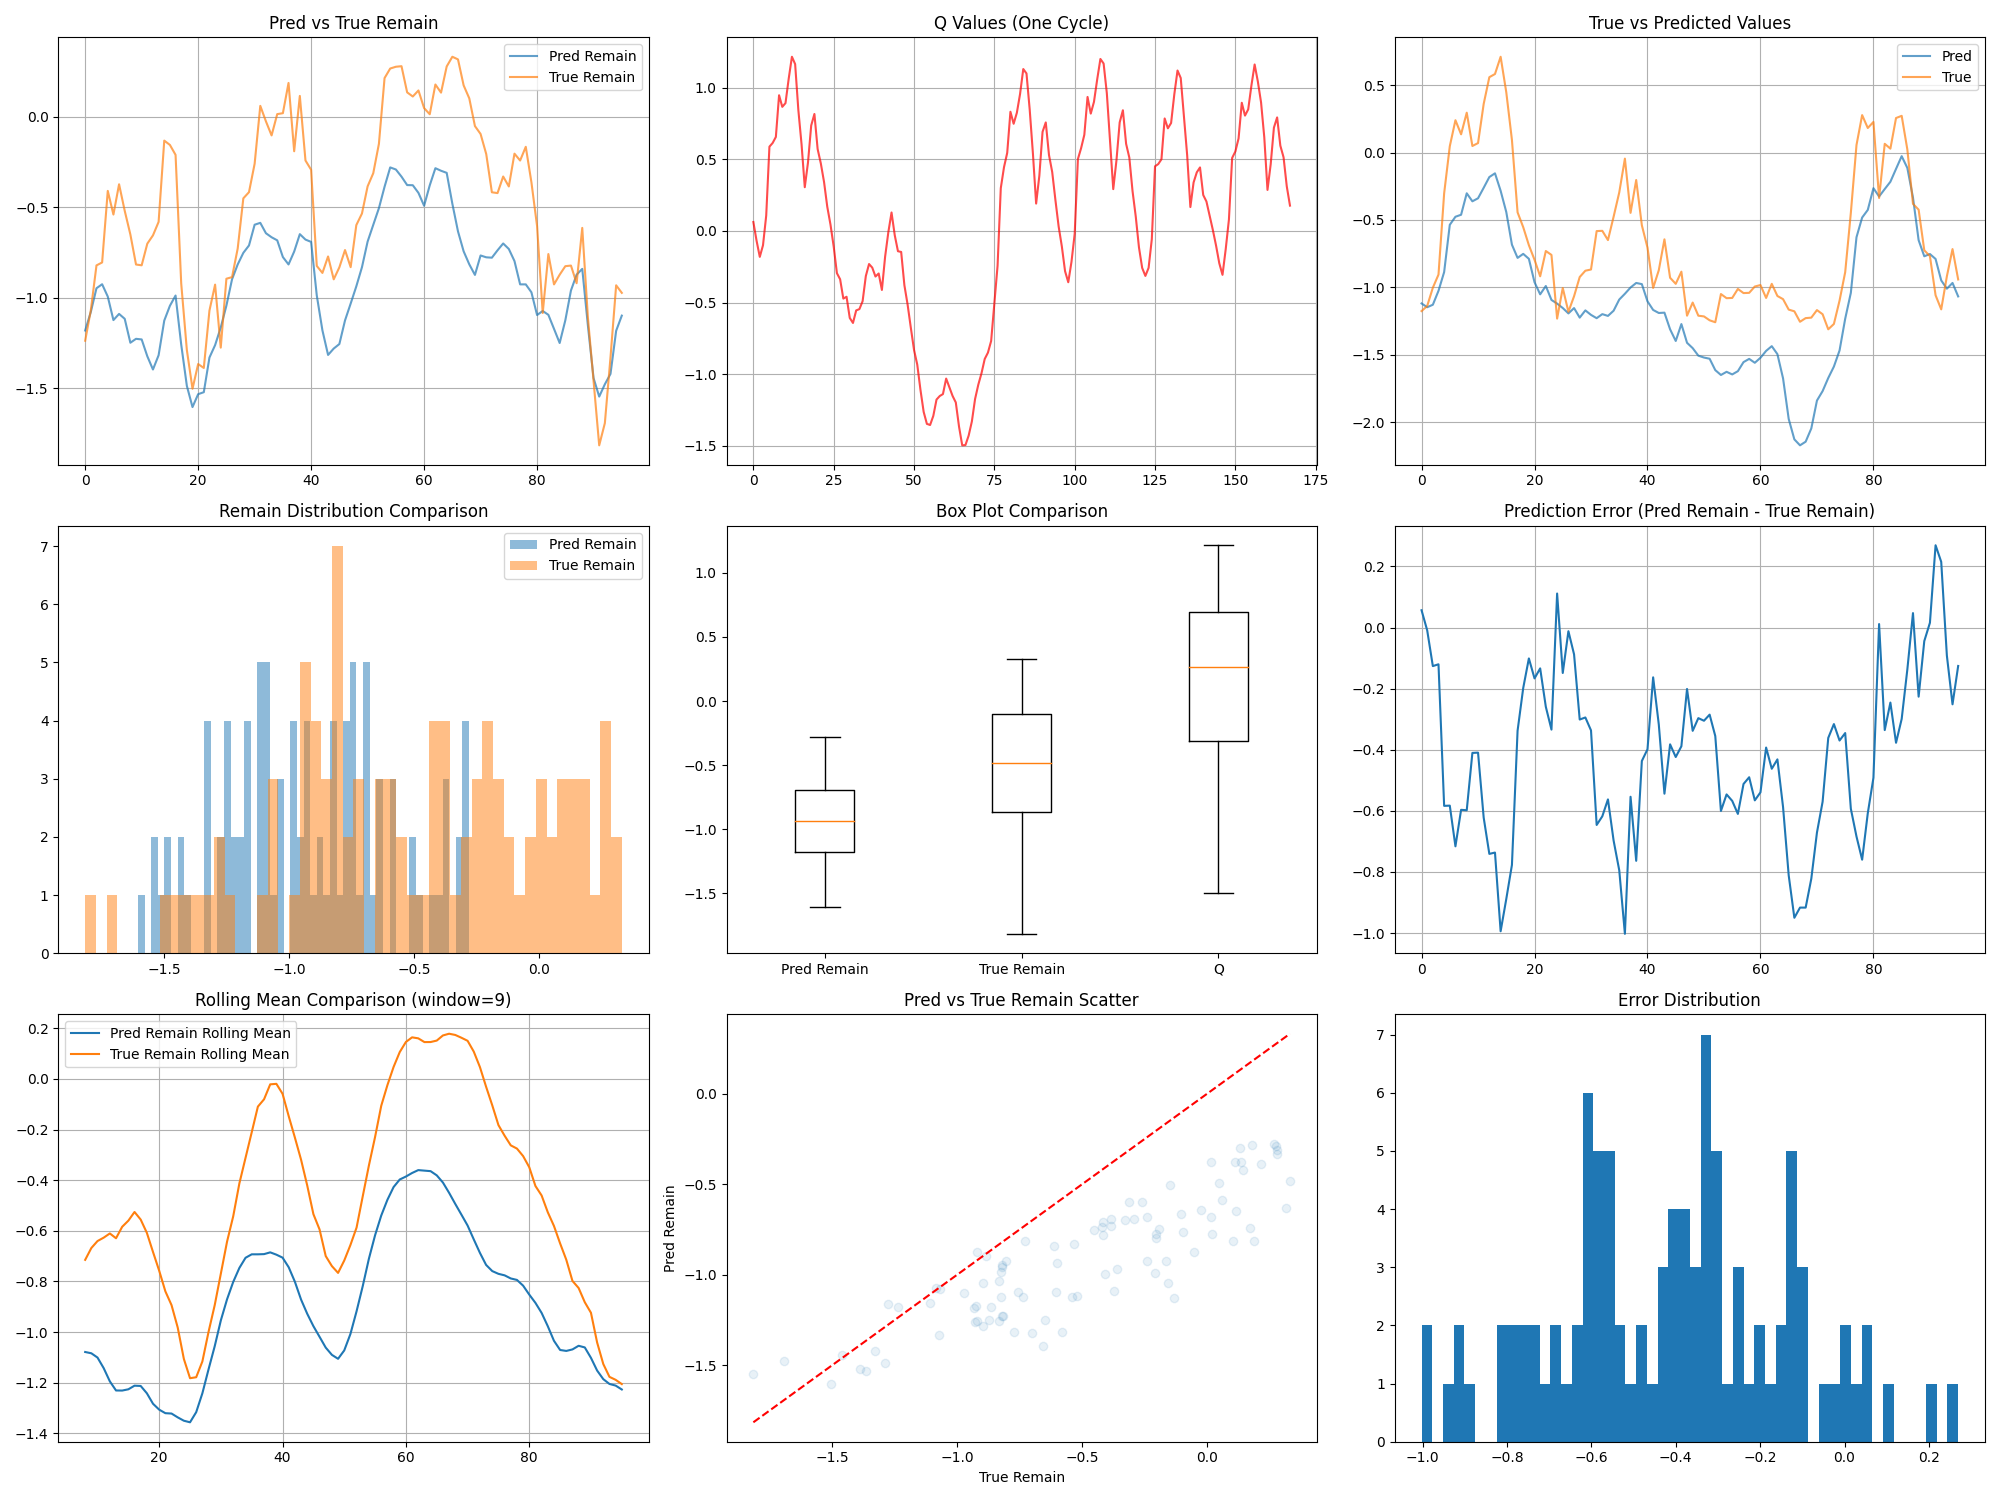 Pred vs True Remain
Pred Remain
True Remain
0.0
−0.5
−1.0
−1.5
0 20 40 60 80
Q Values (One Cycle)
1.0
0.5
0.0
−0.5
−1.0
−1.5
0 25 50 75 100 125 150 175
True vs Predicted Values
Pred
True
0.5
0.0
−0.5
−1.0
−1.5
−2.0
0 20 40 60 80
Remain Distribution Comparison
Pred Remain
True Remain
7
6
5
4
3
2
1
0
−1.5 −1.0 −0.5 0.0
Box Plot Comparison
1.0
0.5
0.0
−0.5
−1.0
−1.5
Pred Remain True Remain Q
Prediction Error (Pred Remain - True Remain)
0.2
0.0
−0.2
−0.4
−0.6
−0.8
−1.0
0 20 40 60 80
Rolling Mean Comparison (window=9)
Pred Remain Rolling Mean
True Remain Rolling Mean
0.2
0.0
−0.2
−0.4
−0.6
−0.8
−1.0
−1.2
−1.4
20 40 60 80
Pred vs True Remain Scatter
Pred Remain
0.0
−0.5
−1.0
−1.5
−1.5 −1.0 −0.5 0.0
True Remain
Error Distribution
7
6
5
4
3
2
1
0
−1.0 −0.8 −0.6 −0.4 −0.2 0.0 0.2